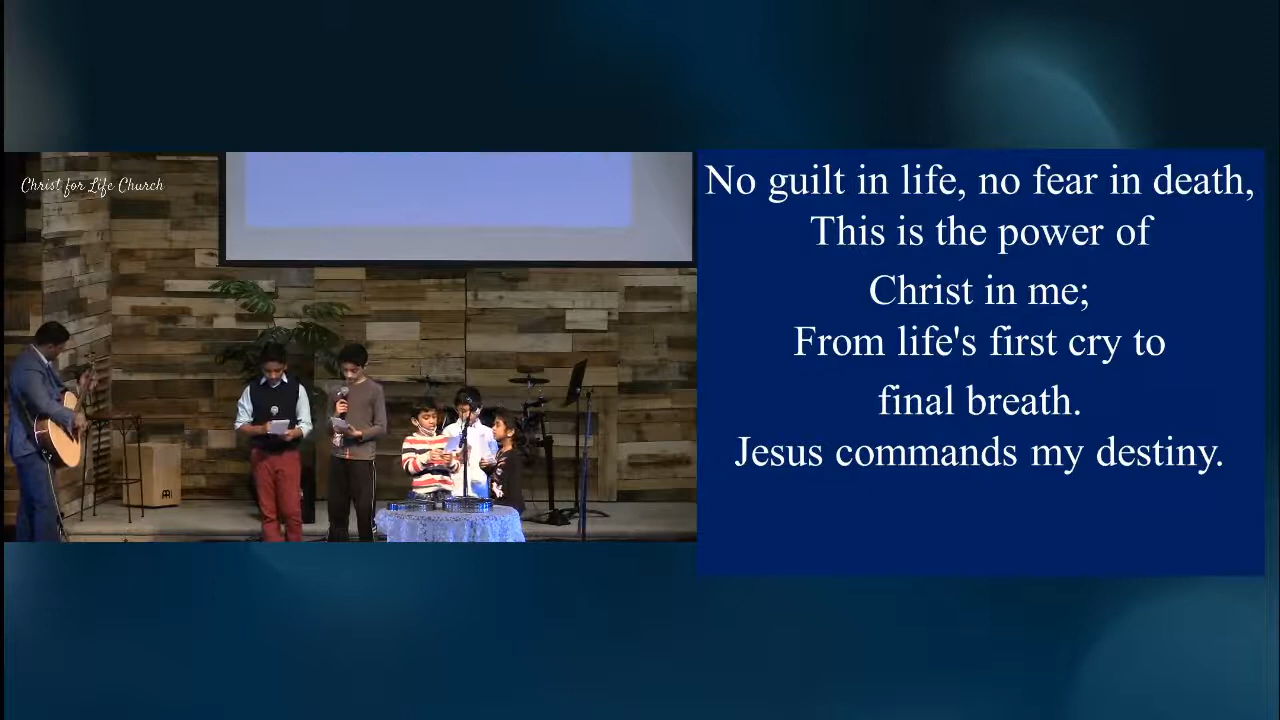 Christ for Life Church
No guilt in life, no fear in death,
This is the power of
Christ in me;
From life's first cry to
final breath.
Jesus commands my destiny.